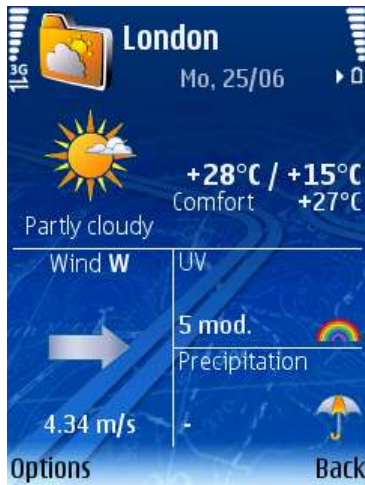 London
3G
Mo, 25/06
+28°C / +15°C
Comfort +27°C
Partly cloudy
Wind W
UV
5 mod.
Precipitation
4.34 m/s
-
Options Back